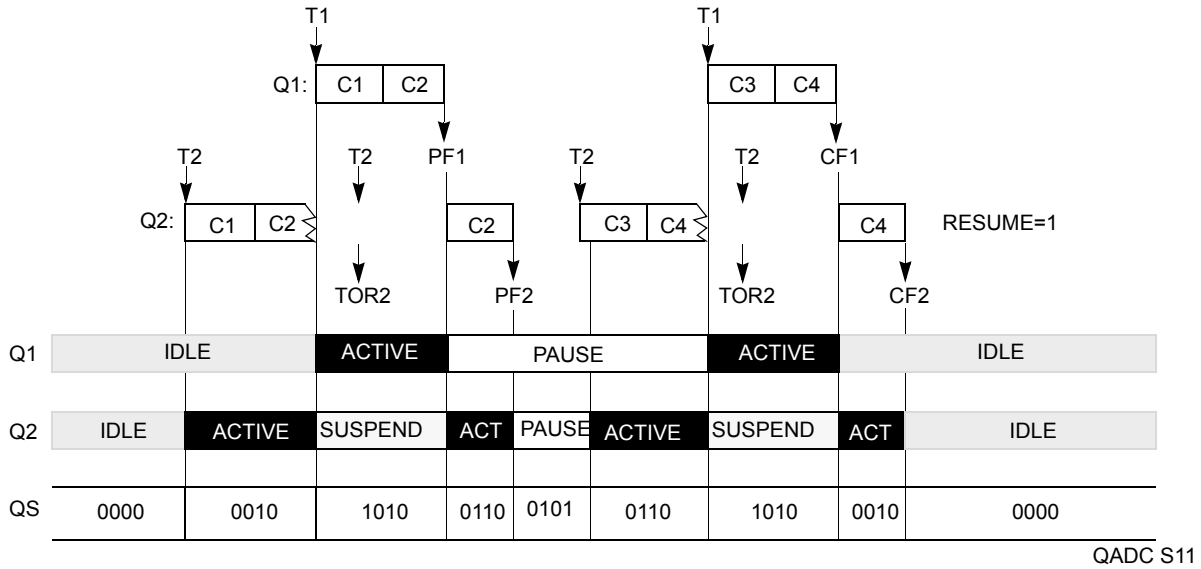 T1 T1
Q1: C1 C2 C3 C4
T2 T2 PF1 T2 T2 CF1
Q2: C1 C2 C2 C3 C4 C4 RESUME=1
TOR2 PF2 TOR2 CF2
Q1 IDLE ACTIVE PAUSE ACTIVE IDLE
Q2 IDLE ACTIVE SUSPEND ACT PAUSE ACTIVE SUSPEND ACT IDLE
QS 0000 0010 1010 0110 0101 0110 1010 0010 0000
QADC S11